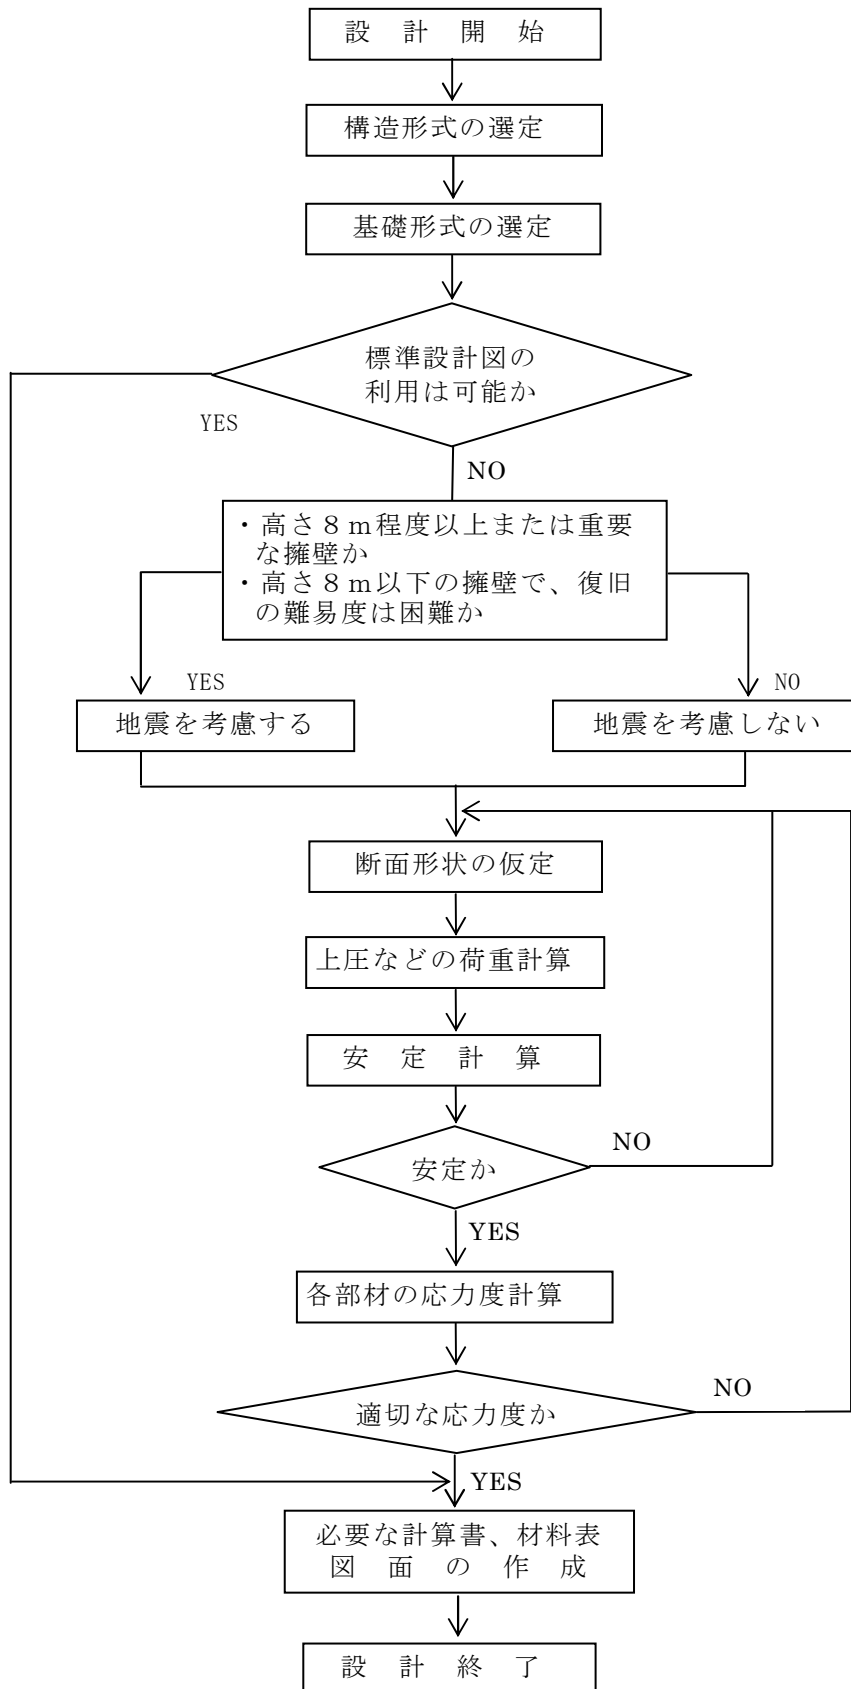 設　計　開　始
構造形式の選定
基礎形式の選定
標準設計図の
利用は可能か
YES
NO
・高さ８ｍ程度以上または重要
な擁壁か
・高さ８ｍ以下の擁壁で、復旧
の難易度は困難か
YES
NO
地震を考慮する
地震を考慮しない
断面形状の仮定
上圧などの荷重計算
安　定　計　算
安定か
NO
YES
各部材の応力度計算
適切な応力度か
NO
YES
必要な計算書、材料表
図　面　の　作　成
設　計　終　了